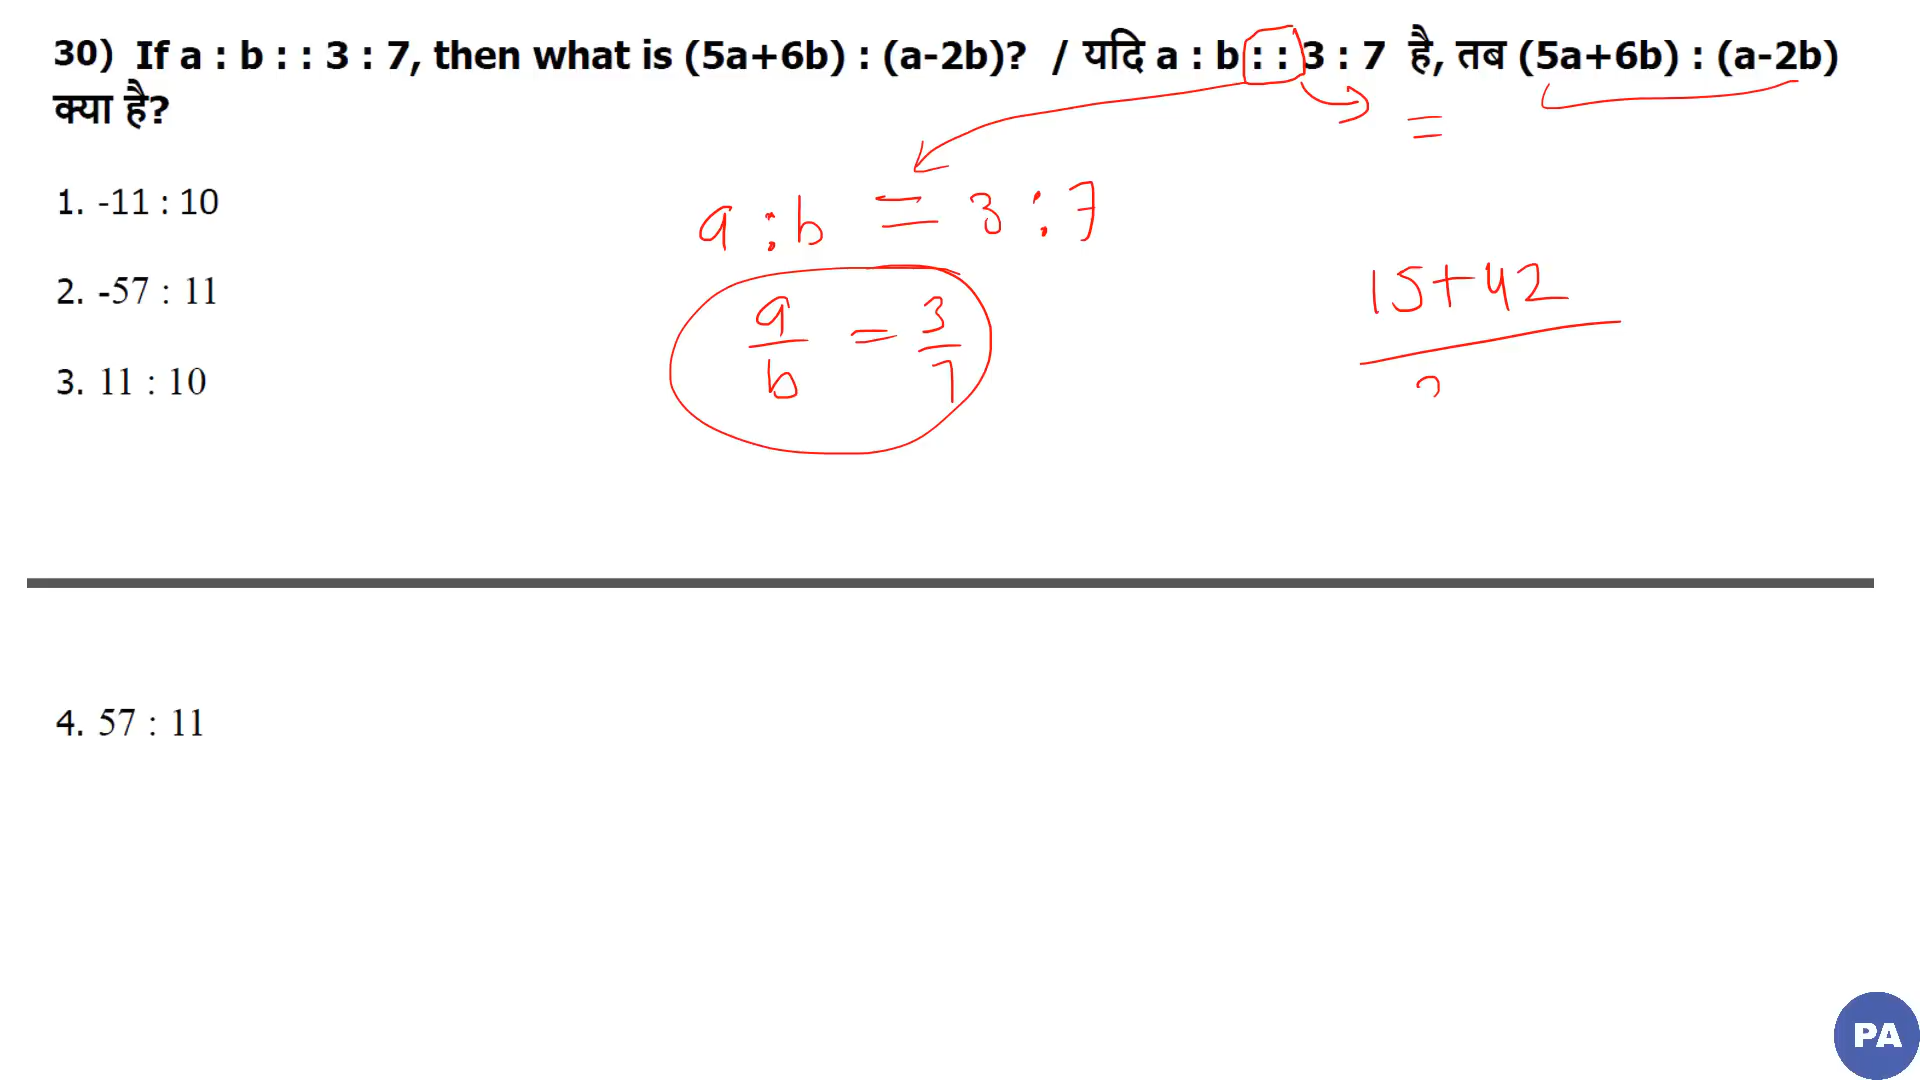 30) If a : b : : 3 : 7, then what is (5a+6b) : (a-2b)? / यदि a : b : : 3 : 7 है, तब (5a+6b) : (a-2b)
क्या है?
=
1. -11 : 10
a : b = 3 : 7
2. -57 : 11
15+42
a/b = 3/7
3. 11 : 10
4. 57 : 11
PA